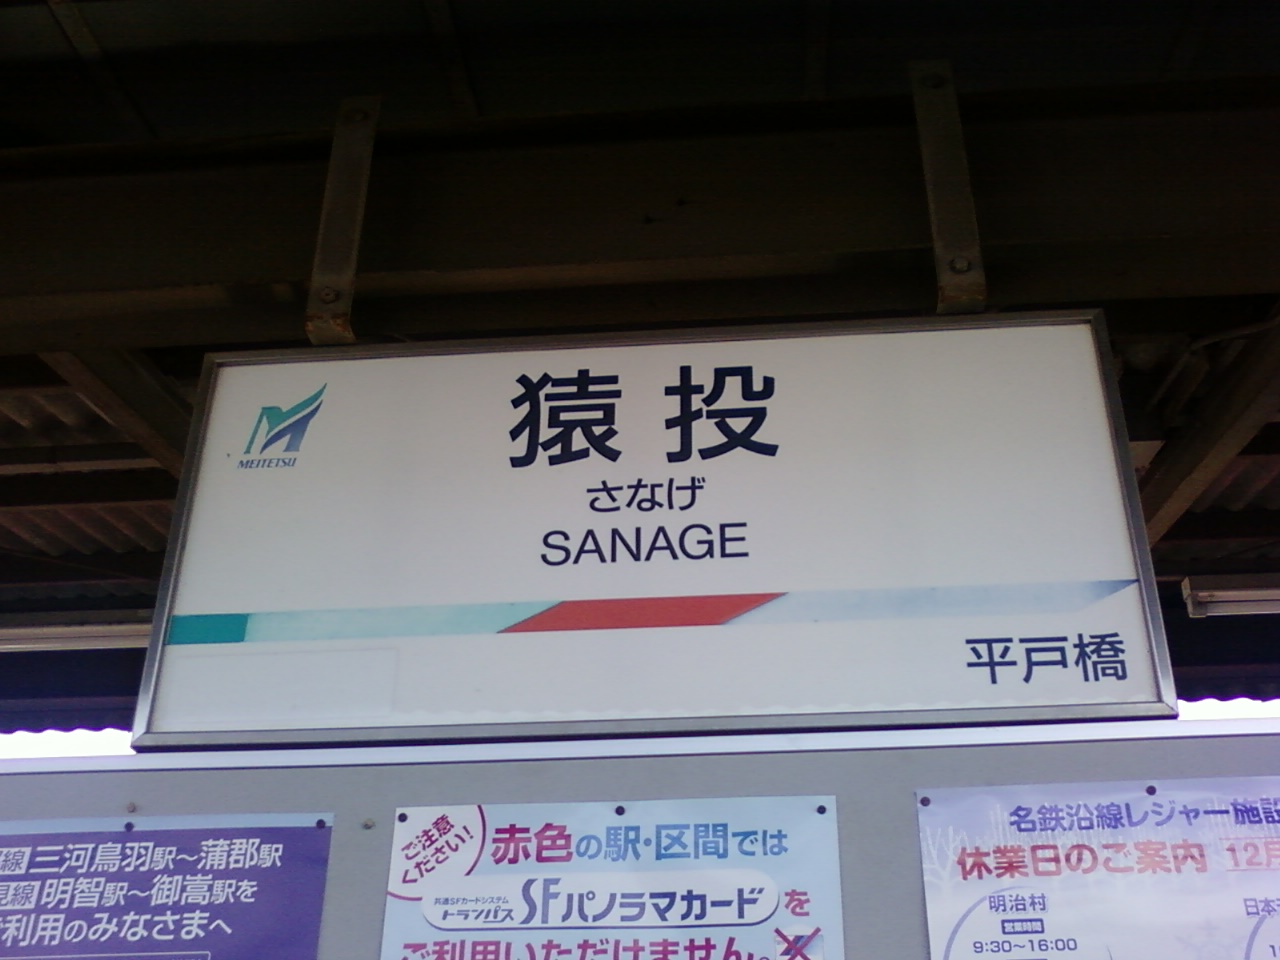 MEITETSU
猿投
さなげ
SANAGE
平戸橋
線 三河鳥羽駅～蒲郡駅
見線 明智駅～御嵩駅を
ご利用のみなさまへ
ご注意
ください!
赤色の駅・区間では
共通SFカードシステム
トランパス SFパノラマカードを
ご利用いただけません。
名鉄沿線レジャー施設
休業日のご案内 12月
明治村
営業時間
9:30～16:00
日本